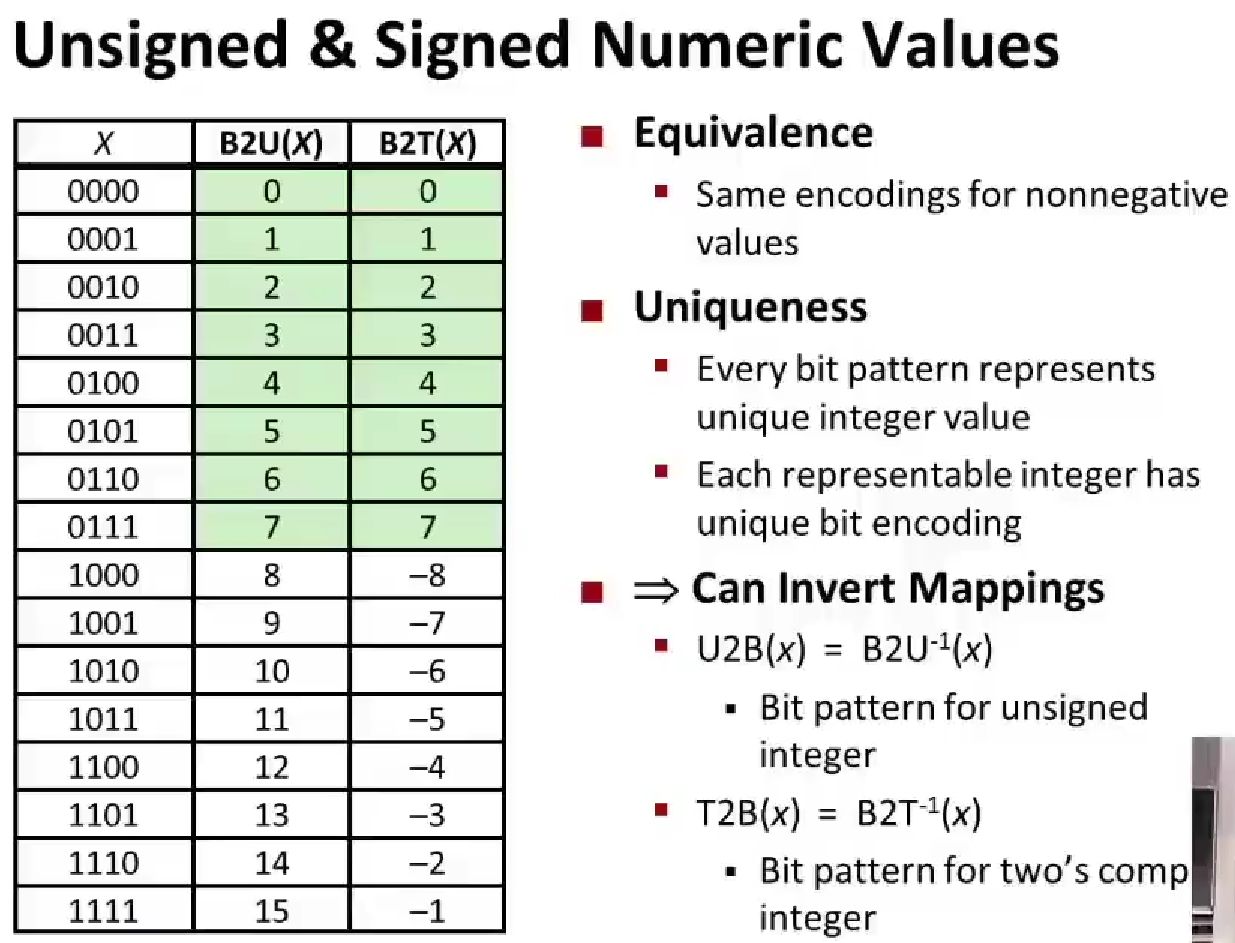 Unsigned & Signed Numeric Values
X B2U(X) B2T(X)
0000 0 0
0001 1 1
0010 2 2
0011 3 3
0100 4 4
0101 5 5
0110 6 6
0111 7 7
1000 8 –8
1001 9 –7
1010 10 –6
1011 11 –5
1100 12 –4
1101 13 –3
1110 14 –2
1111 15 –1
Equivalence
Same encodings for nonnegative
values
Uniqueness
Every bit pattern represents
unique integer value
Each representable integer has
unique bit encoding
⇒ Can Invert Mappings
U2B(x) = B2U⁻¹(x)
Bit pattern for unsigned
integer
T2B(x) = B2T⁻¹(x)
Bit pattern for two’s comp
integer